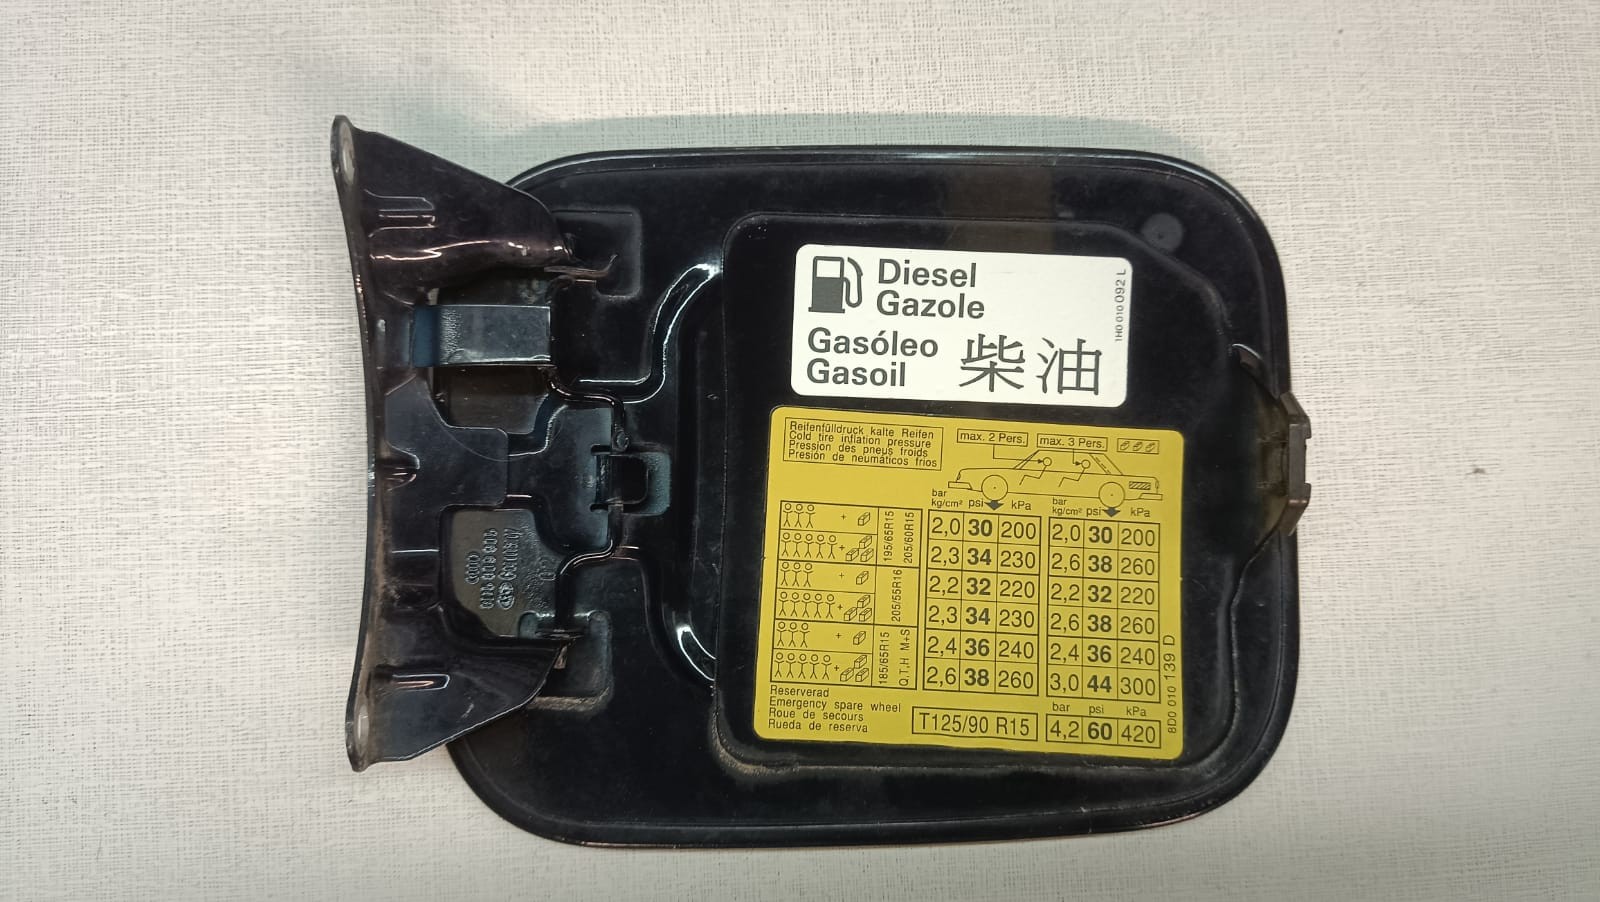 Diesel
Gazole
Gasóleo
Gasoil
柴油
1H0 010 092 L
Reifenfülldruck kalte Reifen
Cold tire inflation pressure
Pression des pneus froids
Presión de neumáticos frios
max. 2 Pers.
max. 3 Pers.
bar psi kPa bar psi kPa
kg/cm² kg/cm²
195/65R15
205/60R15
205/55R16
185/65R15
Q,T,H M+S
+ 2,0 30 200 2,0 30 200
+ 2,3 34 230 2,6 38 260
+ 2,2 32 220 2,2 32 220
+ 2,3 34 230 2,6 38 260
+ 2,4 36 240 2,4 36 240
+ 2,6 38 260 3,0 44 300
Reserverad
Emergency spare wheel
Roue de secours
Rueda de reserva
T125/90 R15
bar psi kPa
4,2 60 420
8D0 010 139 D